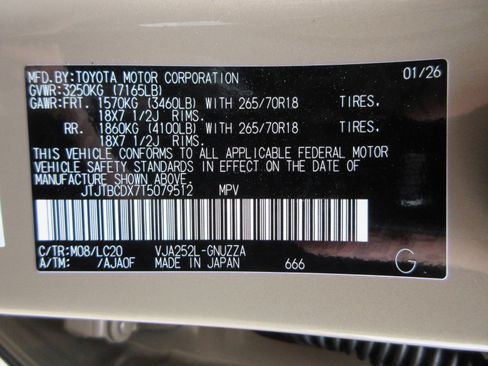 MFD.BY:TOYOTA MOTOR CORPORATION 01/26
GVWR:3250KG (7165LB)
GAWR:FRT. 1570KG (3460LB) WITH 265/70R18 TIRES.
18X7 1/2J RIMS.
RR. 1860KG (4100LB) WITH 265/70R18 TIRES.
18X7 1/2J RIMS.
THIS VEHICLE CONFORMS TO ALL APPLICABLE FEDERAL MOTOR
VEHICLE SAFETY STANDARDS IN EFFECT ON THE DATE OF
MANUFACTURE SHOWN ABOVE.
JTJTBCDX7T50795T2 MPV
C/TR:MO8/LC20 VJA252L-GNUZZA
A/TM: /AJAOF MADE IN JAPAN 666 G